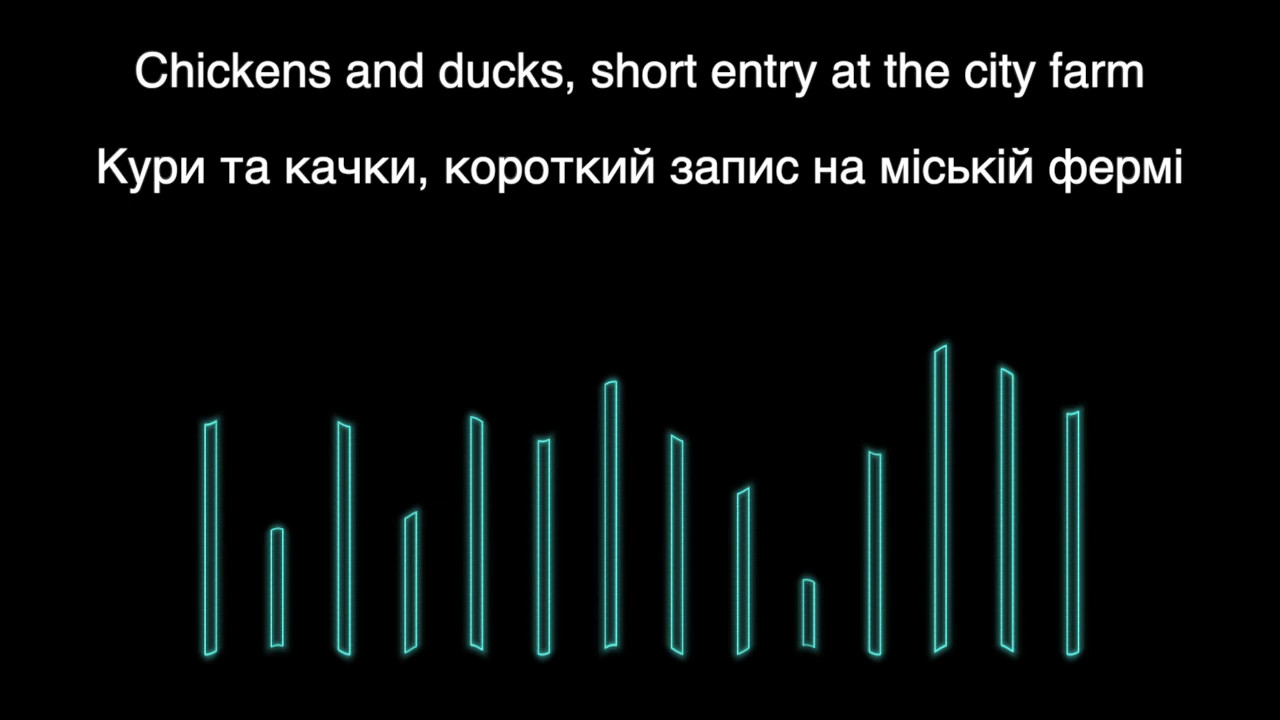 Chickens and ducks, short entry at the city farm
Кури та качки, короткий запис на міській фермі